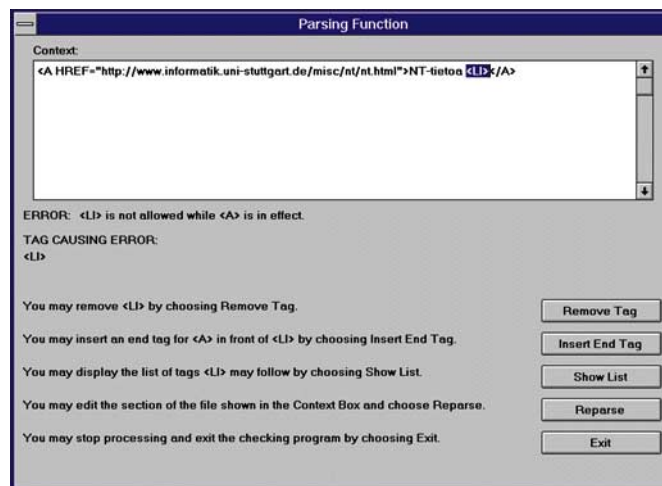 Parsing Function
Context:
<A HREF="http://www.informatik.uni-stuttgart.de/misc/nt/nt.html">NT-tietoa <LI></A>
ERROR: <LI> is not allowed while <A> is in effect.
TAG CAUSING ERROR:
<LI>
You may remove <LI> by choosing Remove Tag.
Remove Tag
You may insert an end tag for <A> in front of <LI> by choosing Insert End Tag.
Insert End Tag
You may display the list of tags <LI> may follow by choosing Show List.
Show List
You may edit the section of the file shown in the Context Box and choose Reparse.
Reparse
You may stop processing and exit the checking program by choosing Exit.
Exit